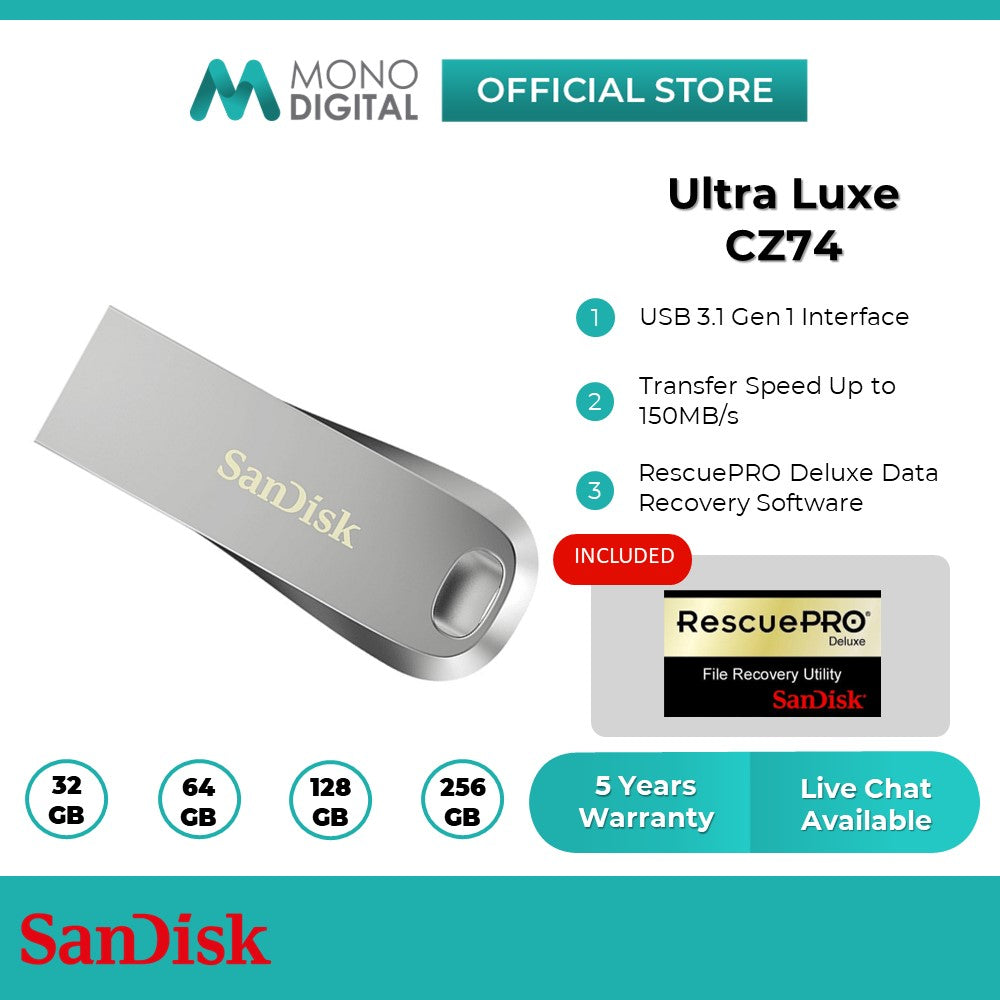 MONO
DIGITAL
OFFICIAL STORE
Ultra Luxe
CZ74
1
USB 3.1 Gen 1 Interface
2
Transfer Speed Up to
150MB/s
3
RescuePRO Deluxe Data
Recovery Software
SanDisk
INCLUDED
RescuePRO®
Deluxe
File Recovery Utility
SanDisk®
32
GB
64
GB
128
GB
256
GB
5 Years
Warranty
Live Chat
Available
SanDisk